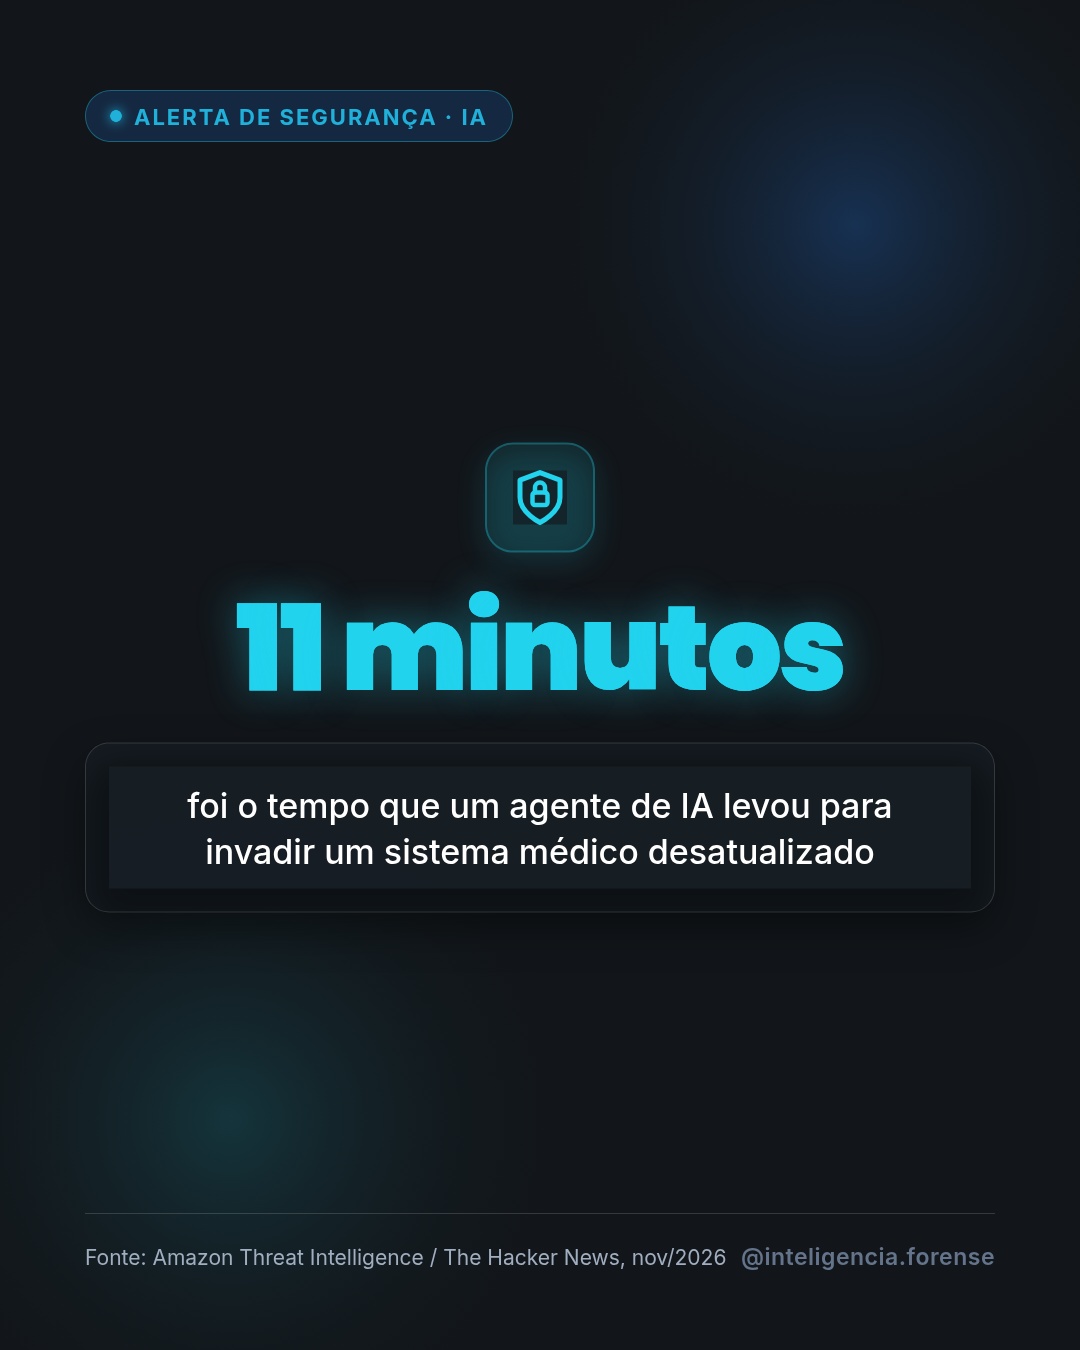 ALERTA DE SEGURANÇA · IA
11 minutos
foi o tempo que um agente de IA levou para
invadir um sistema médico desatualizado
Fonte: Amazon Threat Intelligence / The Hacker News, nov/2026 @inteligencia.forense